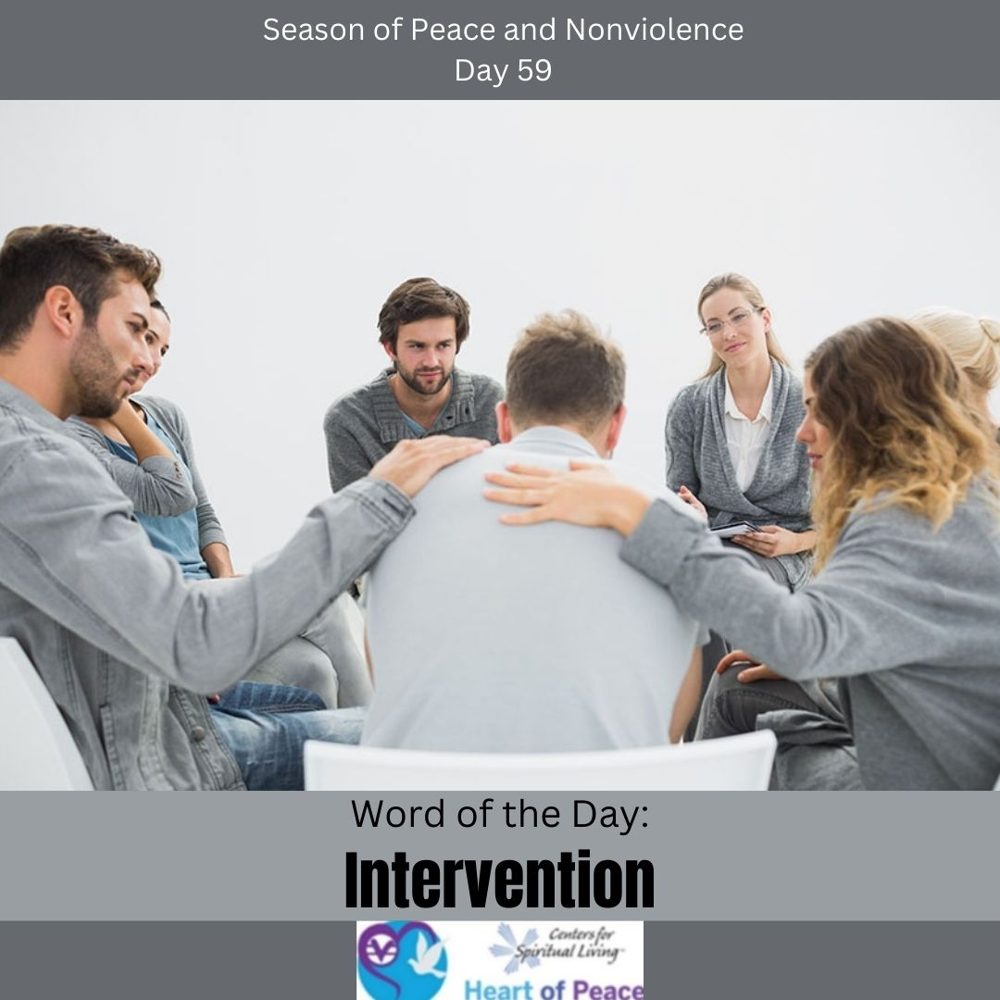 Season of Peace and Nonviolence
Day 59
Word of the Day:
Intervention
Centers for
Spiritual Living
Heart of Peace